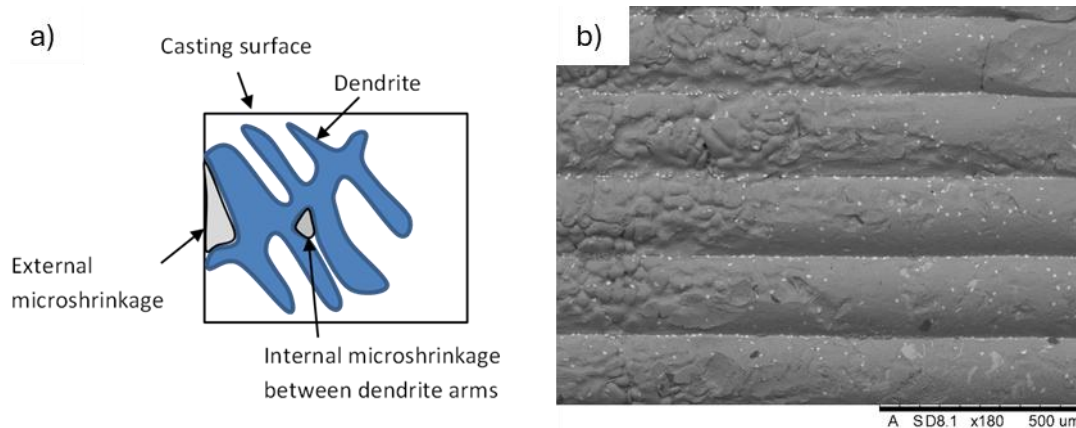 a)
Casting surface
Dendrite
External
microshrinkage
Internal microshrinkage
between dendrite arms
b)
A SD8.1 x180 500 um